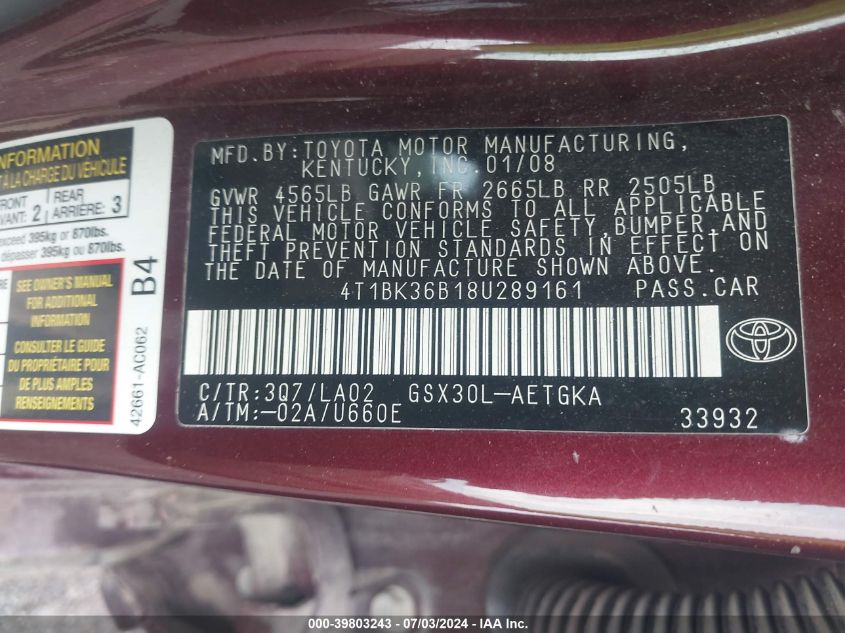 INFORMATION
À LA CHARGE DU VÉHICULE
FRONT
AVANT: 2
REAR
ARRIÈRE: 3
exceed 395kg or 870lbs.
dépasser 395kg ou 870lbs.
SEE OWNER'S MANUAL
FOR ADDITIONAL
INFORMATION
CONSULTER LE GUIDE
DU PROPRIÉTAIRE POUR
DE PLUS AMPLES
DÉTAILS
42661-AC062
B4
MFD. BY: TOYOTA MOTOR MANUFACTURING,
KENTUCKY, INC. 01/08
GVWR 4565LB GAWR FR 2665LB RR 2505LB
THIS VEHICLE CONFORMS TO ALL APPLICABLE
FEDERAL MOTOR VEHICLE SAFETY, BUMPER, AND
THEFT PREVENTION STANDARDS IN EFFECT ON
THE DATE OF MANUFACTURE SHOWN ABOVE.
4T1BK36B18U289161 PASS. CAR
C/TR: 3Q7/LA02 GSX30L-AETGKA
A/TM: -02A/U660E 33932
000-39803243 - 07/03/2024 - IAA Inc.